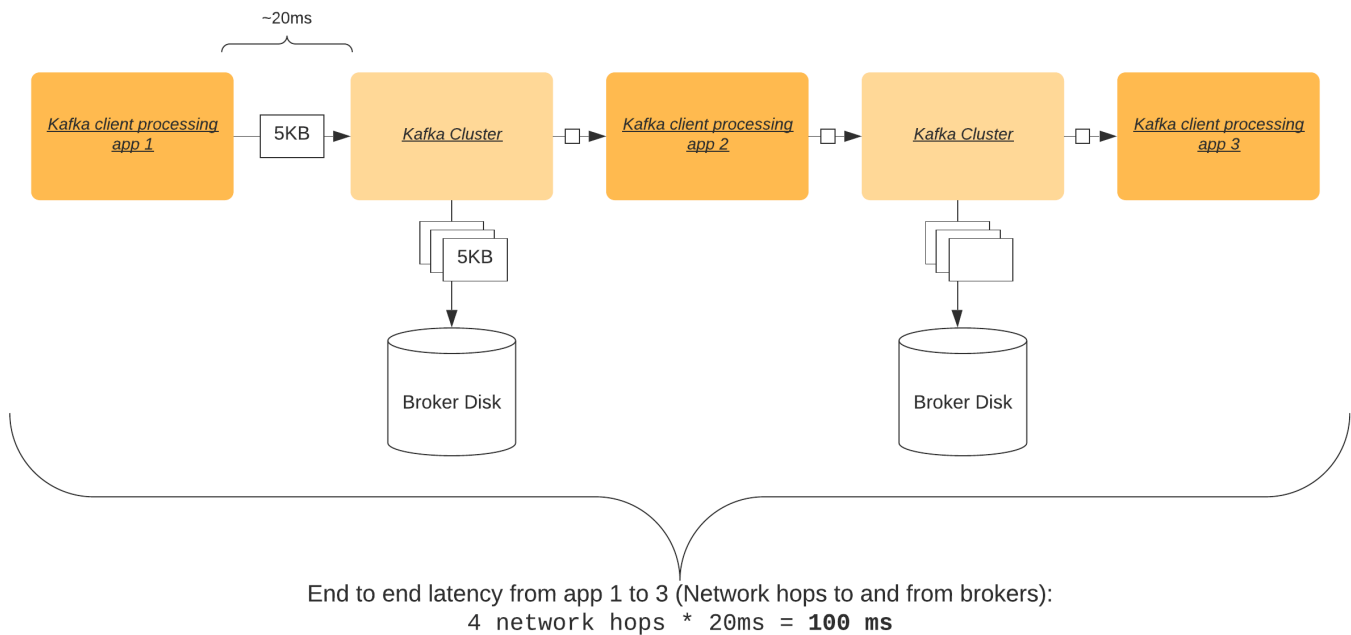 ~20ms
Kafka client processing
app 1
5KB
Kafka Cluster
Kafka client processing
app 2
Kafka Cluster
Kafka client processing
app 3
5KB
Broker Disk
Broker Disk
End to end latency from app 1 to 3 (Network hops to and from brokers):
4 network hops * 20ms = 100 ms